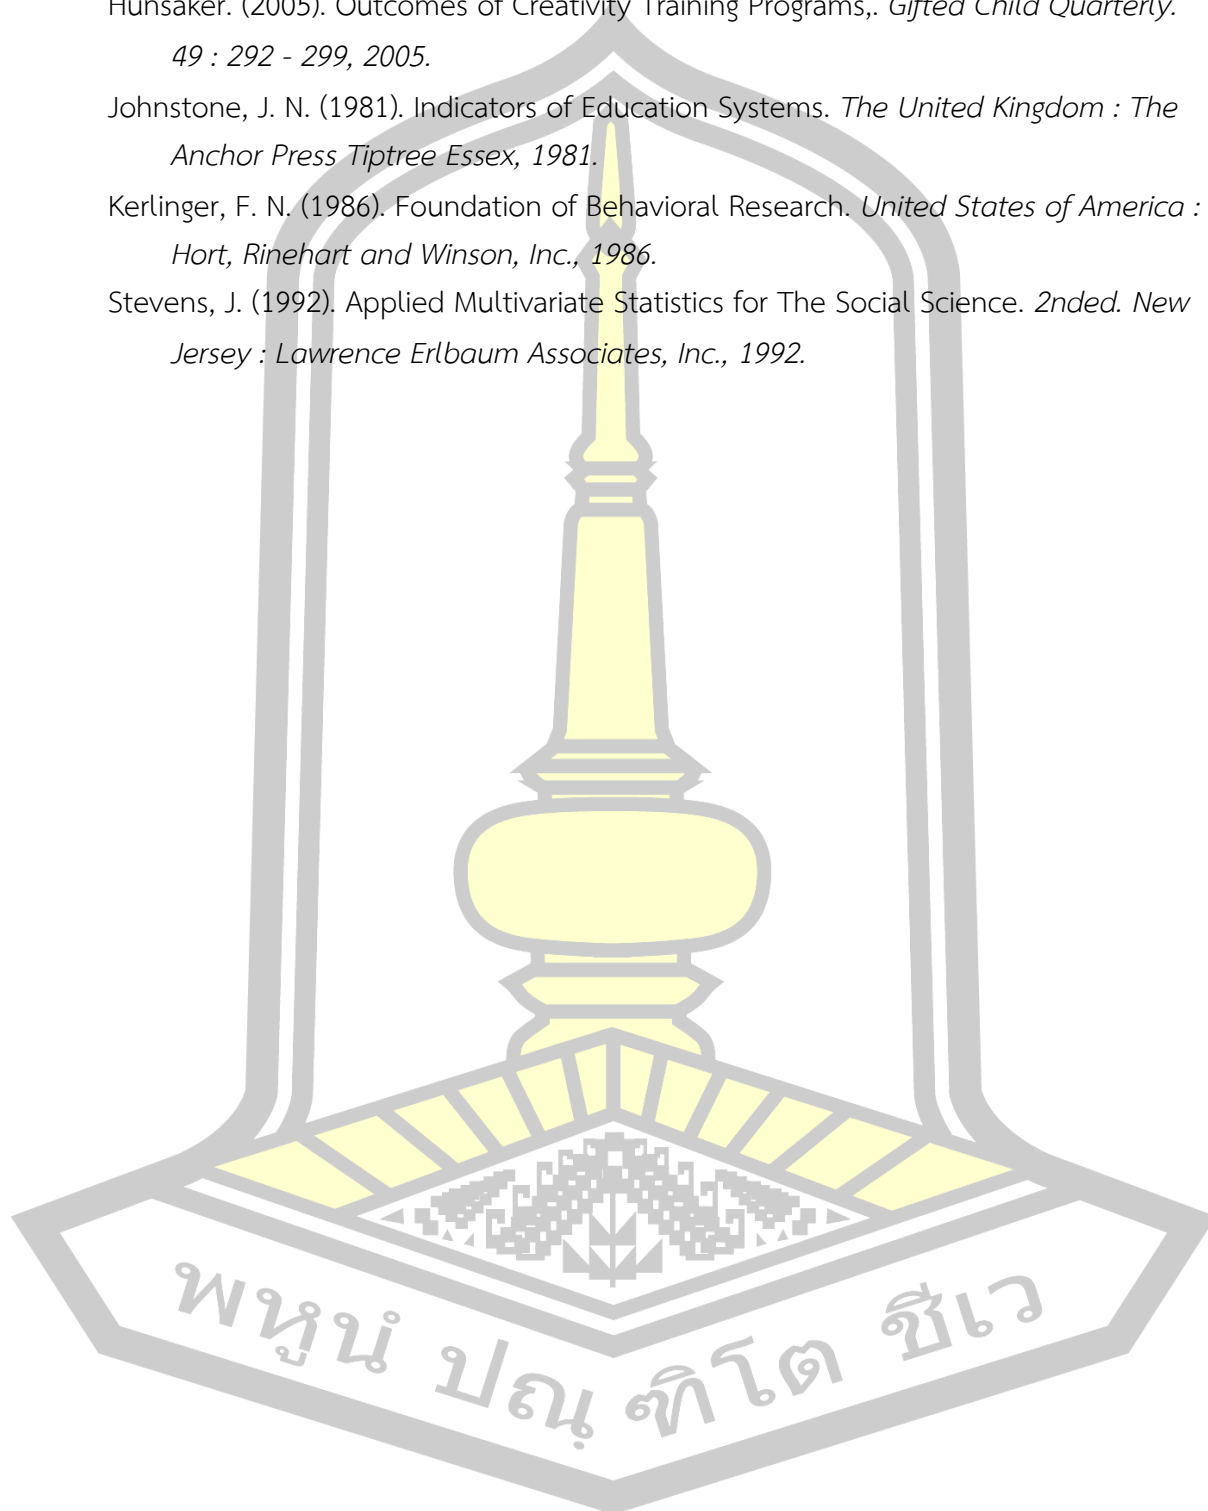 Hunsaker. (2005). Outcomes of Creativity Training Programs,. Gifted Child Quarterly.
49 : 292 - 299, 2005.
Johnstone, J. N. (1981). Indicators of Education Systems. The United Kingdom : The
Anchor Press Tiptree Essex, 1981.
Kerlinger, F. N. (1986). Foundation of Behavioral Research. United States of America :
Hort, Rinehart and Winson, Inc., 1986.
Stevens, J. (1992). Applied Multivariate Statistics for The Social Science. 2nded. New
Jersey : Lawrence Erlbaum Associates, Inc., 1992.
พหูนํ ปณฺฑิโต ชีเว